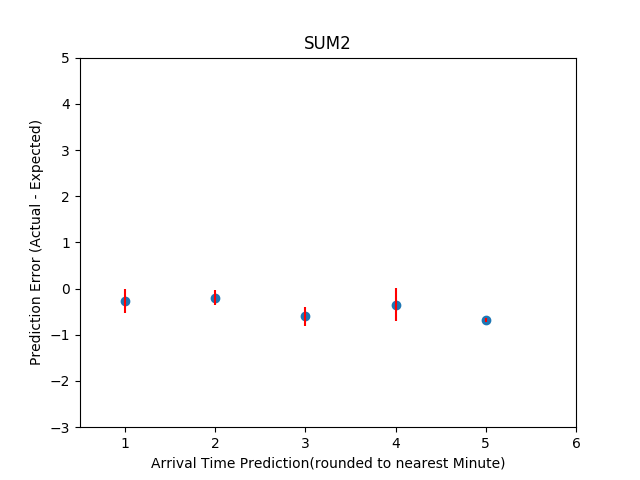 SUM2
5
4
3
2
1
0
−1
−2
−3
Prediction Error (Actual - Expected)
1 2 3 4 5 6
Arrival Time Prediction(rounded to nearest Minute)